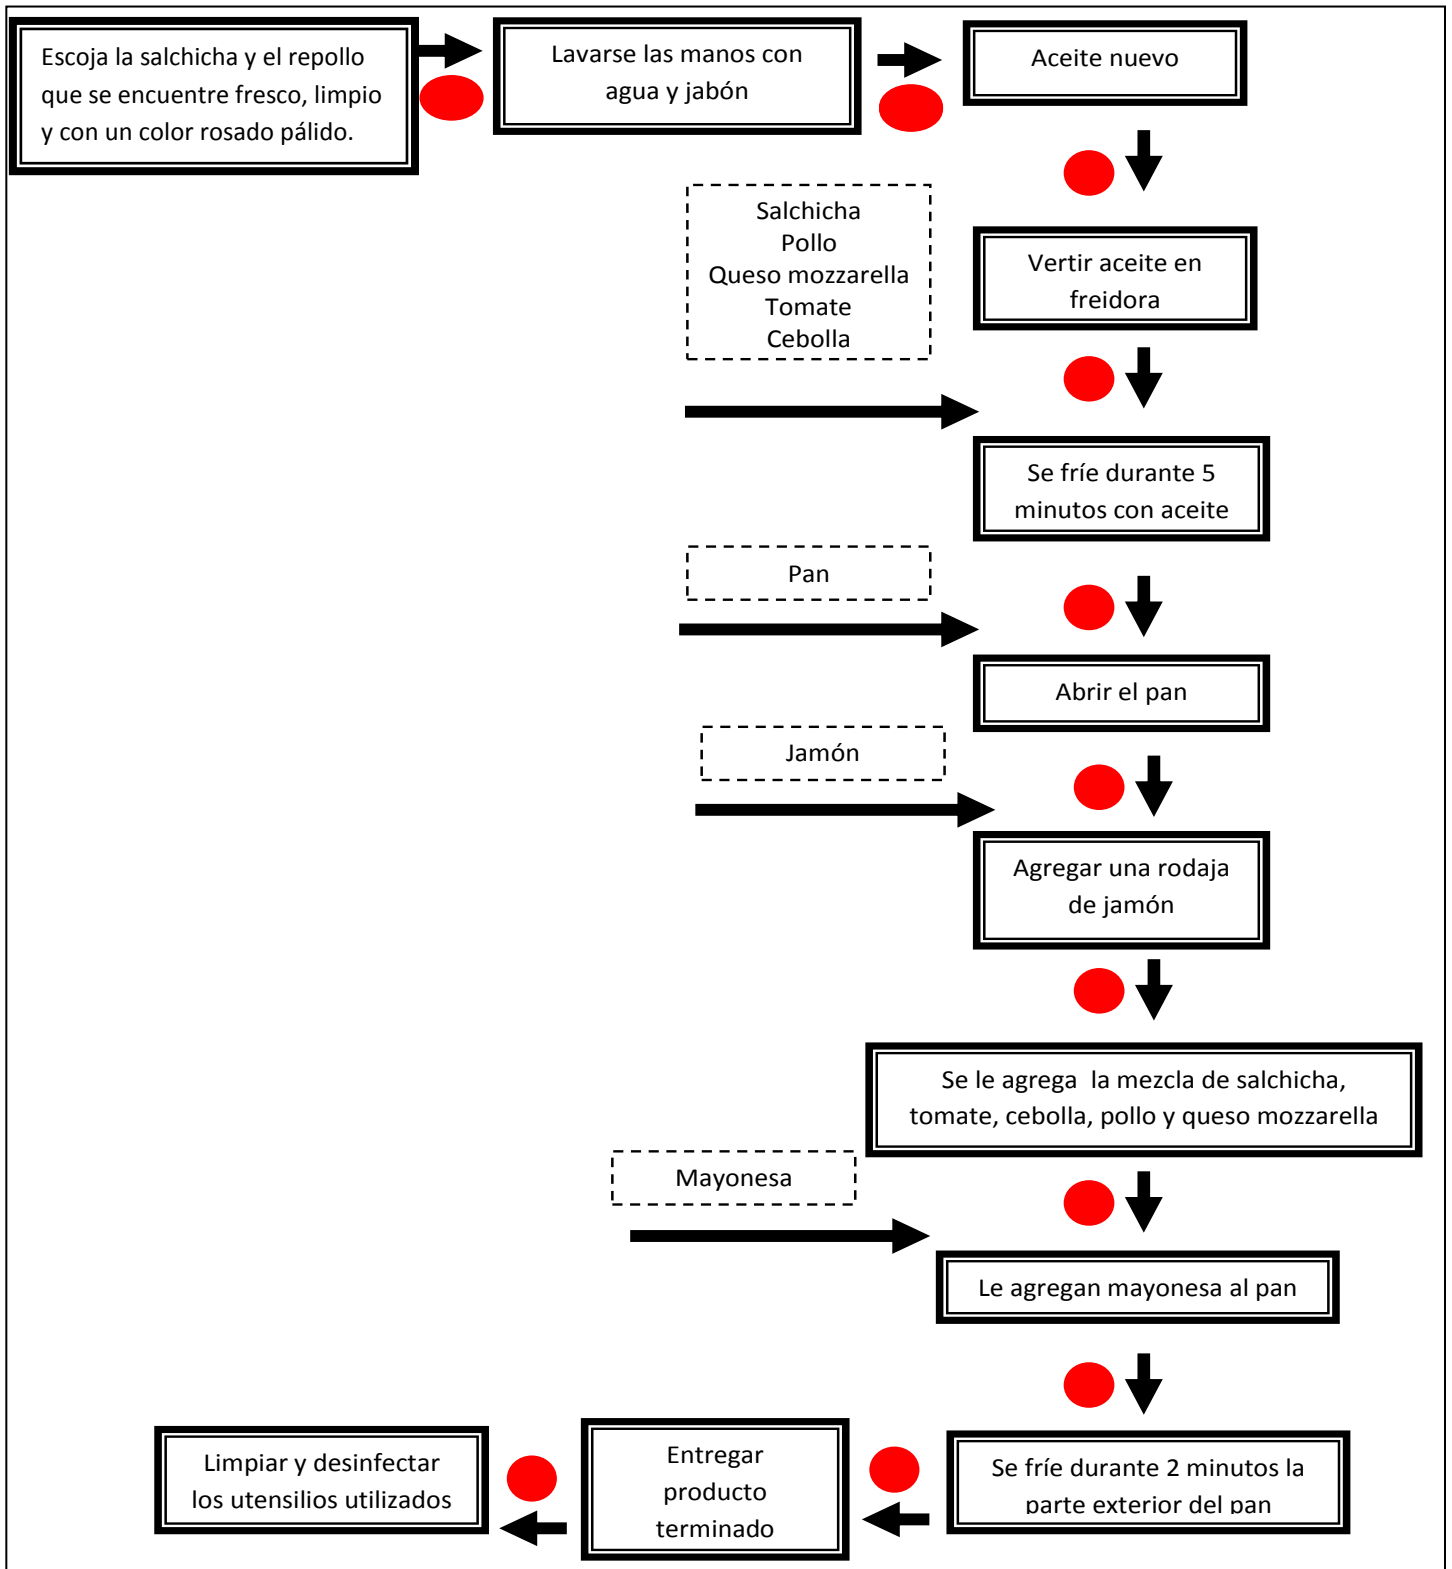 Escoja la salchicha y el repollo
que se encuentre fresco, limpio
y con un color rosado pálido.
Lavarse las manos con
agua y jabón
Aceite nuevo
Salchicha
Pollo
Queso mozzarella
Tomate
Cebolla
Vertir aceite en
freidora
Se fríe durante 5
minutos con aceite
Pan
Abrir el pan
Jamón
Agregar una rodaja
de jamón
Se le agrega  la mezcla de salchicha,
tomate, cebolla, pollo y queso mozzarella
Mayonesa
Le agregan mayonesa al pan
Se fríe durante 2 minutos la
parte exterior del pan
Entregar
producto
terminado
Limpiar y desinfectar
los utensilios utilizados